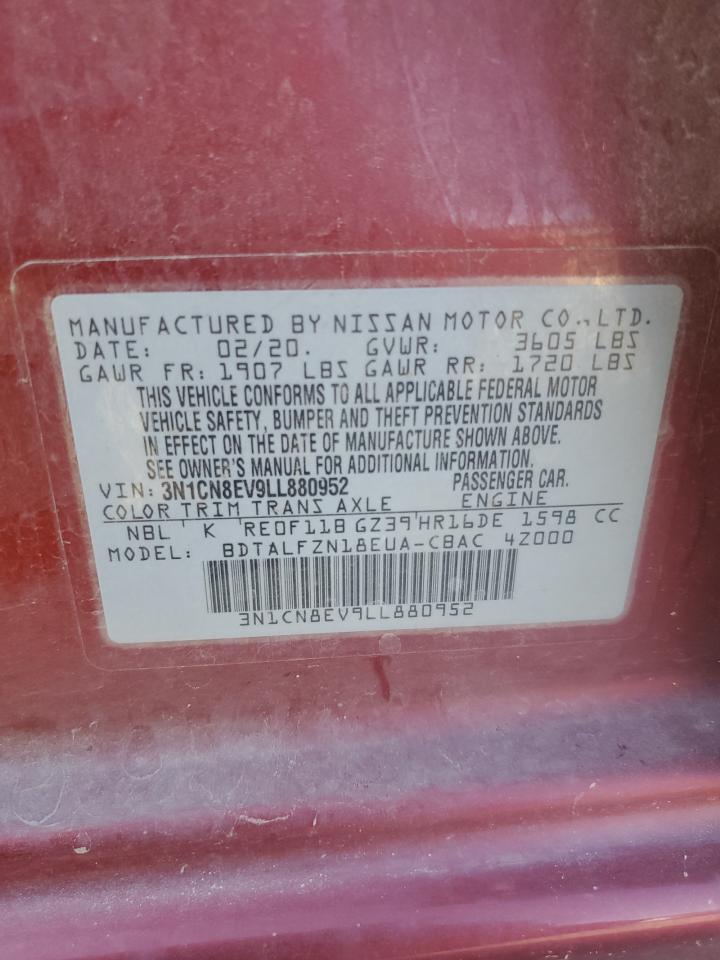 MANUFACTURED BY NISSAN MOTOR CO.,LTD.
DATE: 02/20. GVWR: 3605 LBS
GAWR FR: 1907 LBS GAWR RR: 1720 LBS
THIS VEHICLE CONFORMS TO ALL APPLICABLE FEDERAL MOTOR
VEHICLE SAFETY, BUMPER AND THEFT PREVENTION STANDARDS
IN EFFECT ON THE DATE OF MANUFACTURE SHOWN ABOVE.
SEE OWNER'S MANUAL FOR ADDITIONAL INFORMATION.
VIN: 3N1CN8EV9LL880952 PASSENGER CAR.
COLOR TRIM TRANS AXLE ENGINE
NBL K RE0F11B GZ39 HR16DE 1598 CC
MODEL: BDTALFZN18EUA-CBAC 4Z000
3N1CN8EV9LL880952